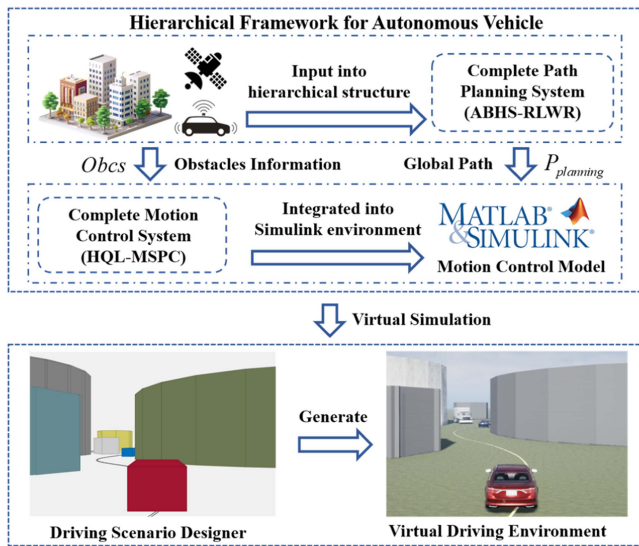 Hierarchical Framework for Autonomous Vehicle
Input into
hierarchical structure
Complete Path
Planning System
(ABHS-RLWR)
Obcs
Obstacles Information
Global Path
P_planning
Complete Motion
Control System
(HQL-MSPC)
Integrated into
Simulink environment
MATLAB®
&SIMULINK®
Motion Control Model
Virtual Simulation
Generate
Driving Scenario Designer
Virtual Driving Environment